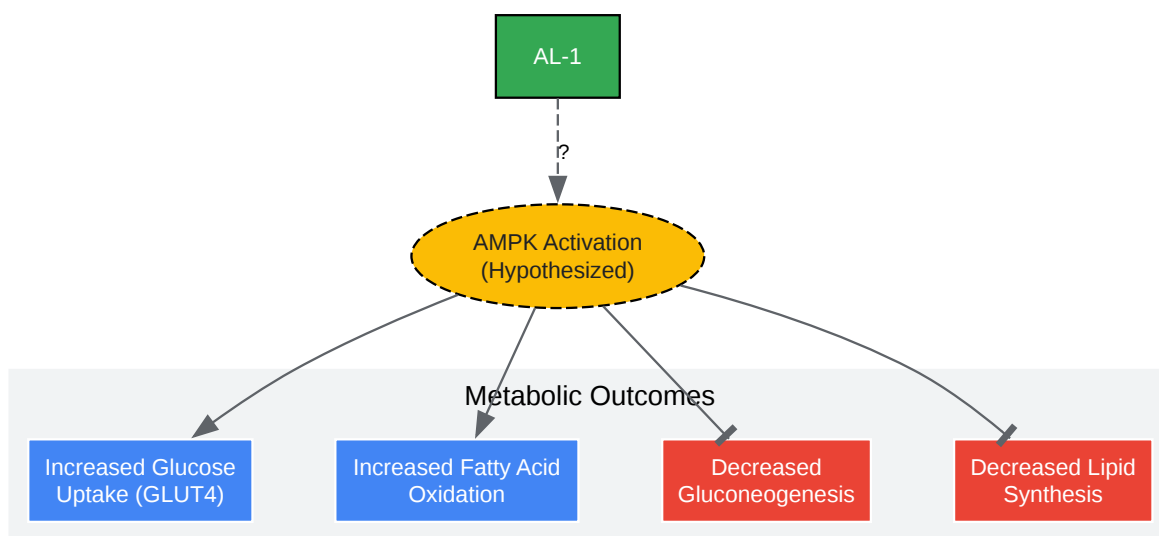 AL-1
?
AMPK Activation
(Hypothesized)
Metabolic Outcomes
Increased Glucose
Uptake (GLUT4)
Increased Fatty Acid
Oxidation
Decreased
Gluconeogenesis
Decreased Lipid
Synthesis